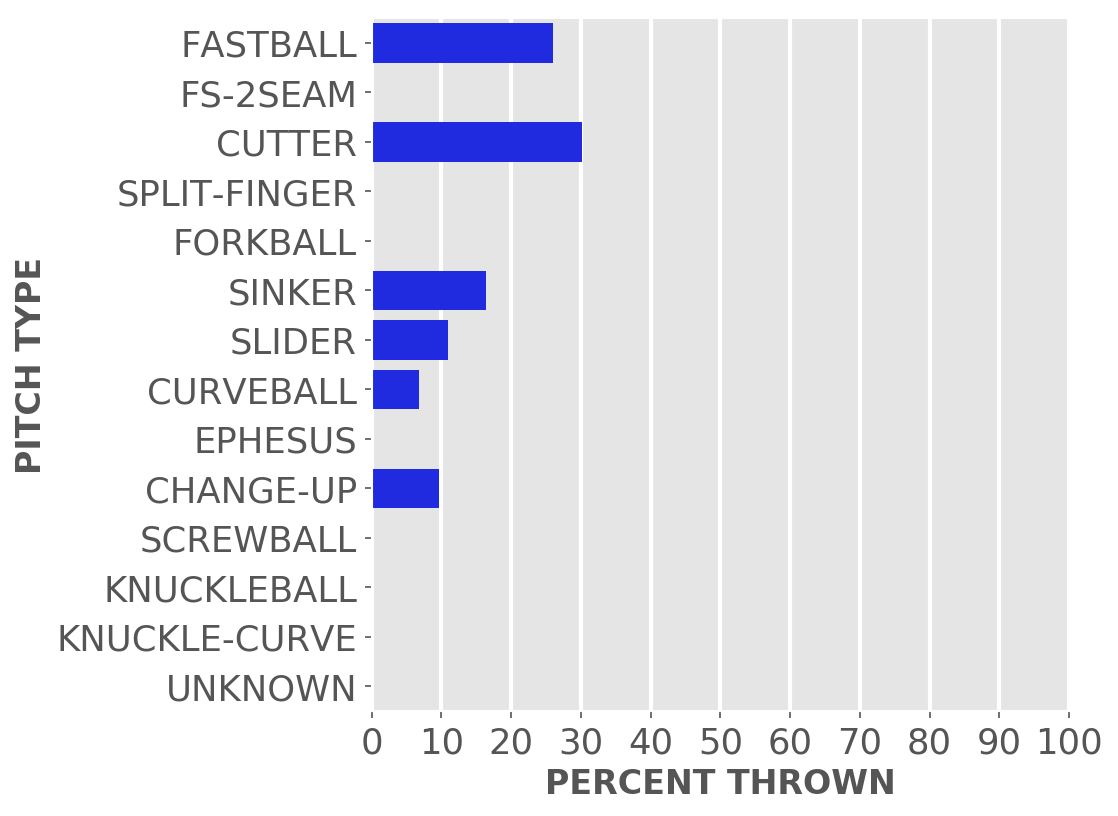 FASTBALL
FS-2SEAM
CUTTER
SPLIT-FINGER
FORKBALL
SINKER
SLIDER
CURVEBALL
EPHESUS
CHANGE-UP
SCREWBALL
KNUCKLEBALL
KNUCKLE-CURVE
UNKNOWN
PITCH TYPE
0 10 20 30 40 50 60 70 80 90 100
PERCENT THROWN